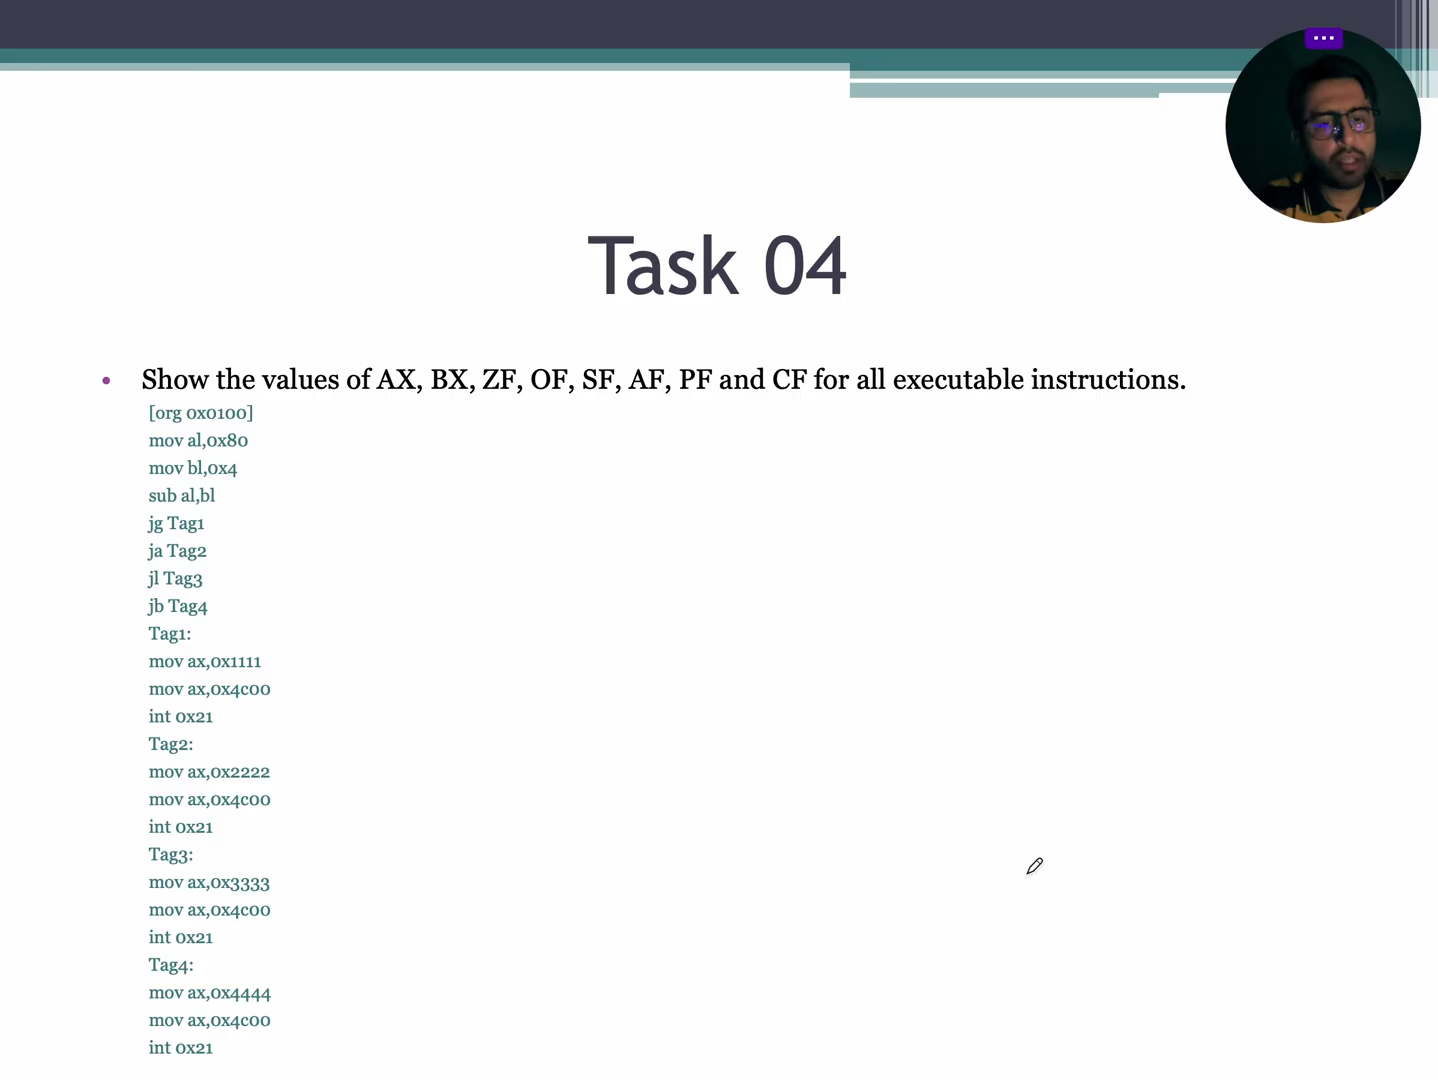 Task 04
• Show the values of AX, BX, ZF, OF, SF, AF, PF and CF for all executable instructions.
[org 0x0100]
mov al,0x80
mov bl,0x4
sub al,bl
jg Tag1
ja Tag2
jl Tag3
jb Tag4
Tag1:
mov ax,0x1111
mov ax,0x4c00
int 0x21
Tag2:
mov ax,0x2222
mov ax,0x4c00
int 0x21
Tag3:
mov ax,0x3333
mov ax,0x4c00
int 0x21
Tag4:
mov ax,0x4444
mov ax,0x4c00
int 0x21